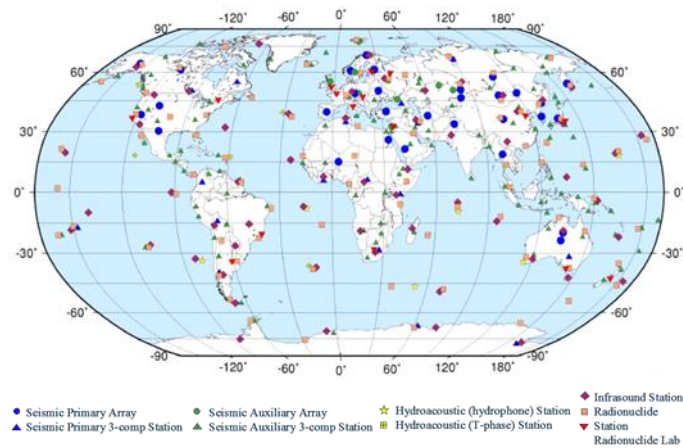 -120° -60° 0° 60° 120°
90° 90°
60° 60°
30° 30°
0° 0°
-30° -30°
-60° -60°
-90° -120° -60° 0° 60° 120° -90°
Seismic Primary Array
Seismic Primary 3-comp Station
Seismic Auxiliary Array
Seismic Auxiliary 3-comp Station
Hydroacoustic (hydrophone) Station
Hydroacoustic (T-phase) Station
Infrasound Station
Radionuclide
Station
Radionuclide Lab